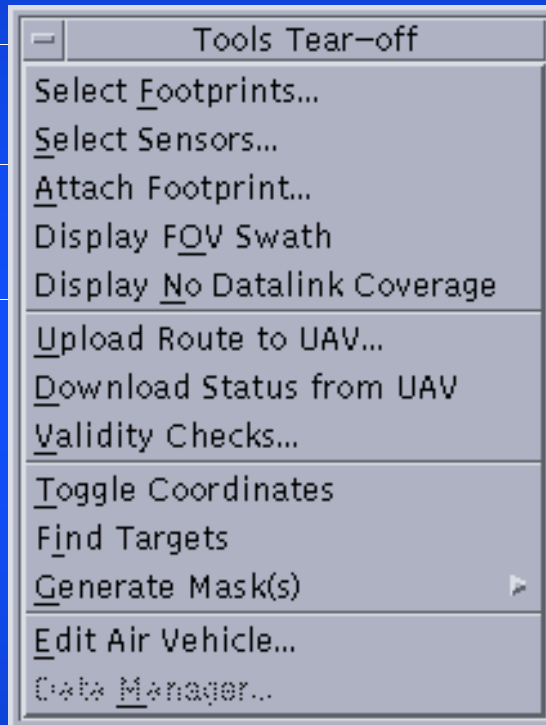 Tools Tear-off
Select Footprints...
Select Sensors...
Attach Footprint...
Display FOV Swath
Display No Datalink Coverage
Upload Route to UAV...
Download Status from UAV
Validity Checks...
Toggle Coordinates
Find Targets
Generate Mask(s)
Edit Air Vehicle...
Data Manager...